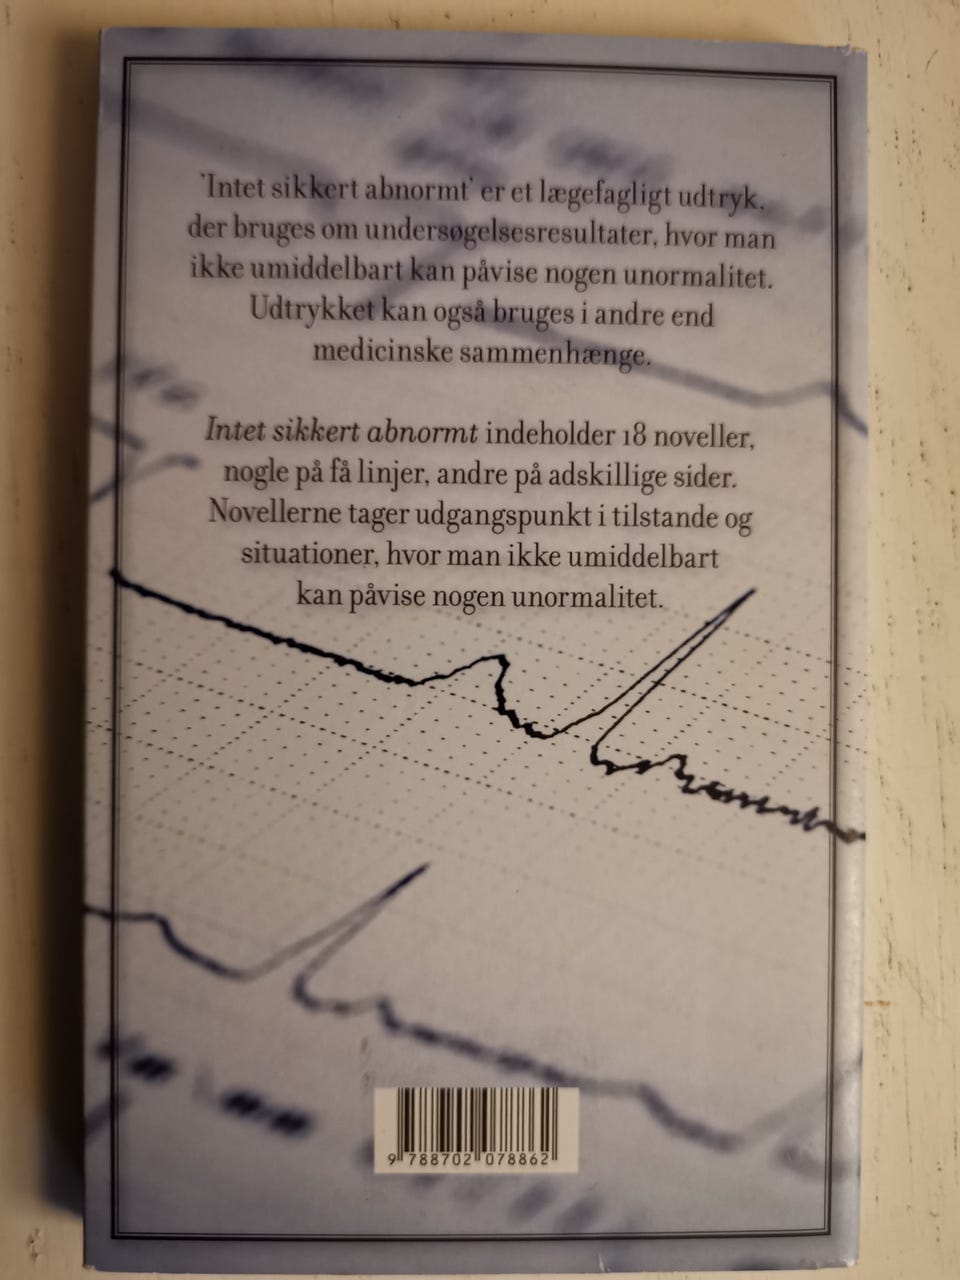 'Intet sikkert abnormt' er et lægefagligt udtryk,
der bruges om undersøgelsesresultater, hvor man
ikke umiddelbart kan påvise nogen unormalitet.
Udtrykket kan også bruges i andre end
medicinske sammenhænge.
Intet sikkert abnormt indeholder 18 noveller,
nogle på få linjer, andre på adskillige sider.
Novellerne tager udgangspunkt i tilstande og
situationer, hvor man ikke umiddelbart
kan påvise nogen unormalitet.
9 788702 078862